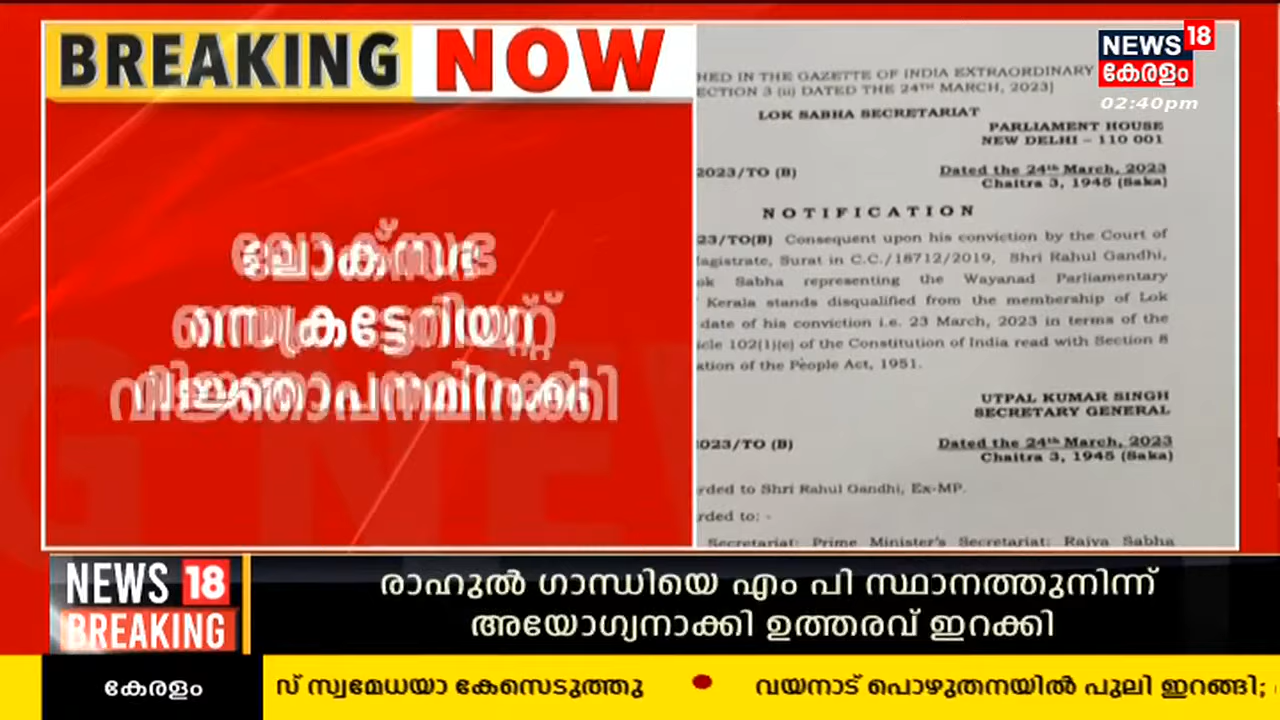 BREAKING NOW
NEWS 18
കേരളം
02:40pm
HED IN THE GAZETTE OF INDIA EXTRAORDINARY
ECTION 3 (ii) DATED THE 24TH MARCH, 2023]
LOK SABHA SECRETARIAT
PARLIAMENT HOUSE
NEW DELHI – 110 001
2023/TO (B)
Dated the 24th March, 2023
Chaitra 3, 1945 (Saka)
NOTIFICATION
23/TO(B) Consequent upon his conviction by the Court of
agistrate, Surat in C.C./18712/2019, Shri Rahul Gandhi,
ok Sabha representing the Wayanad Parliamentary
Kerala stands disqualified from the membership of Lok
date of his conviction i.e. 23 March, 2023 in terms of the
icle 102(1)(e) of the Constitution of India read with Section 8
ation of the People Act, 1951.
UTPAL KUMAR SINGH
SECRETARY GENERAL
023/TO (B)
Dated the 24th March, 2023
Chaitra 3, 1945 (Saka)
rded to Shri Rahul Gandhi, Ex-MP.
rded to: -
Secretariat; Prime Minister's Secretariat; Rajya Sabha
ലോക്സഭ
വിജ്ഞാപനമിറക്കി
NEWS 18
BREAKING
രാഹുൽ ഗാന്ധിയെ എം പി സ്ഥാനത്തുനിന്ന്
അയോഗ്യനാക്കി ഉത്തരവ് ഇറക്കി
കേരളം
സ് സ്വമേധയാ കേസെടുത്തു
വയനാട് പൊഴുതനയിൽ പുലി ഇറങ്ങി;